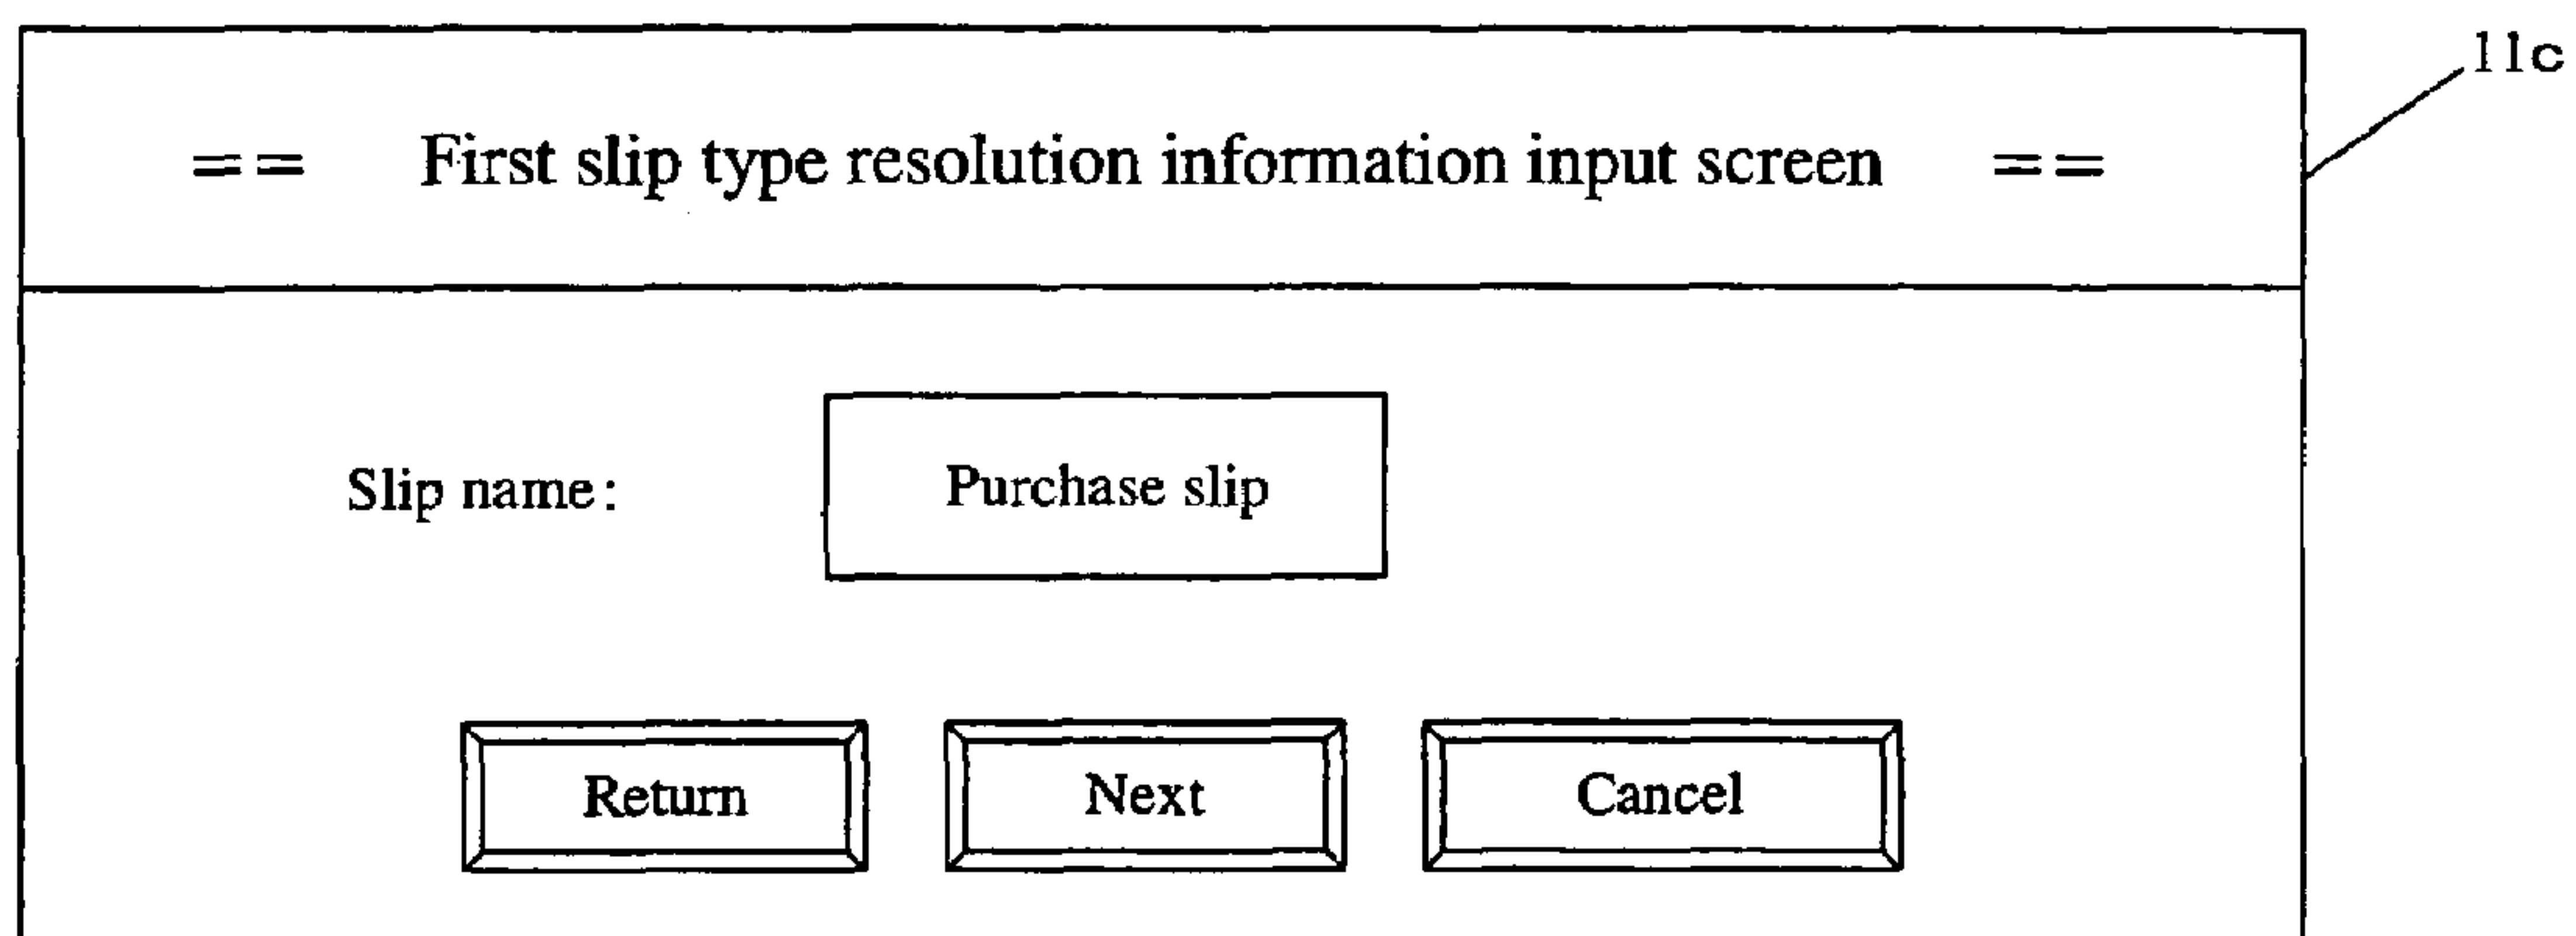 11c
== First slip type resolution information input screen ==
Slip name: Purchase slip
Return Next Cancel